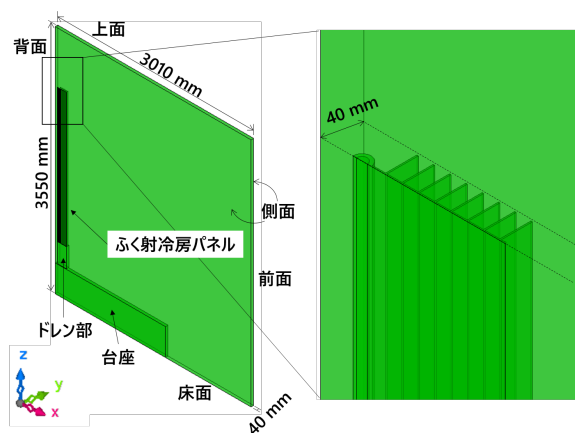 上面
背面
3010 mm
3550 mm
側面
ふく射冷房パネル
前面
ドレン部
台座
床面
40 mm
z
y
x
40 mm